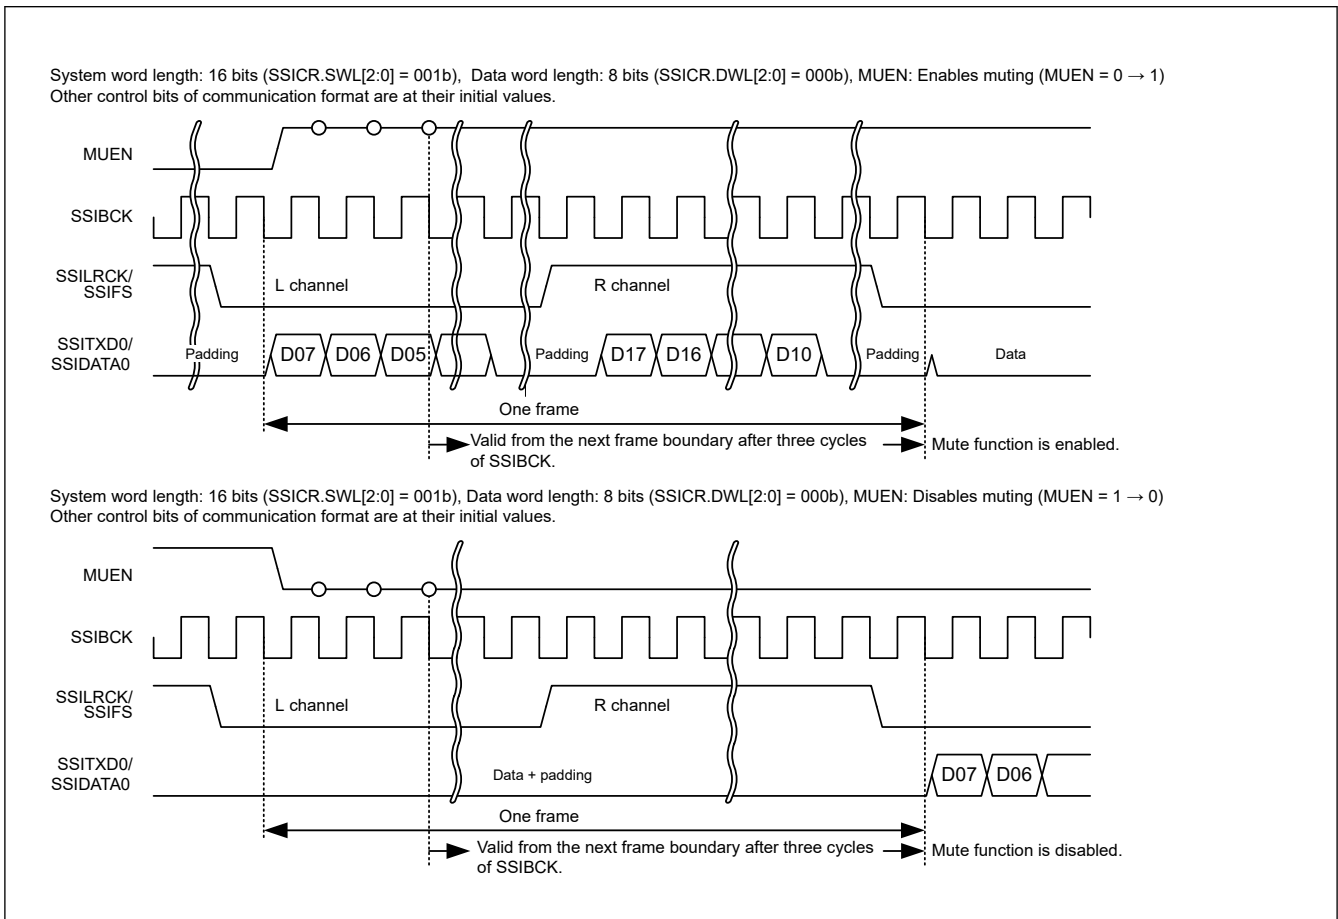 System word length: 16 bits (SSICR.SWL[2:0] = 001b),  Data word length: 8 bits (SSICR.DWL[2:0] = 000b), MUEN: Enables muting (MUEN = 0 → 1)
Other control bits of communication format are at their initial values.
MUEN
SSIBCK
SSILRCK/
SSIFS
L channel
R channel
SSITXD0/
SSIDATA0
Padding
D07
D06
D05
Padding
D17
D16
D10
Padding
Data
One frame
Valid from the next frame boundary after three cycles
of SSIBCK.
Mute function is enabled.
System word length: 16 bits (SSICR.SWL[2:0] = 001b), Data word length: 8 bits (SSICR.DWL[2:0] = 000b), MUEN: Disables muting (MUEN = 1 → 0)
Other control bits of communication format are at their initial values.
MUEN
SSIBCK
SSILRCK/
SSIFS
L channel
R channel
SSITXD0/
SSIDATA0
Data + padding
D07
D06
One frame
Valid from the next frame boundary after three cycles
of SSIBCK.
Mute function is disabled.